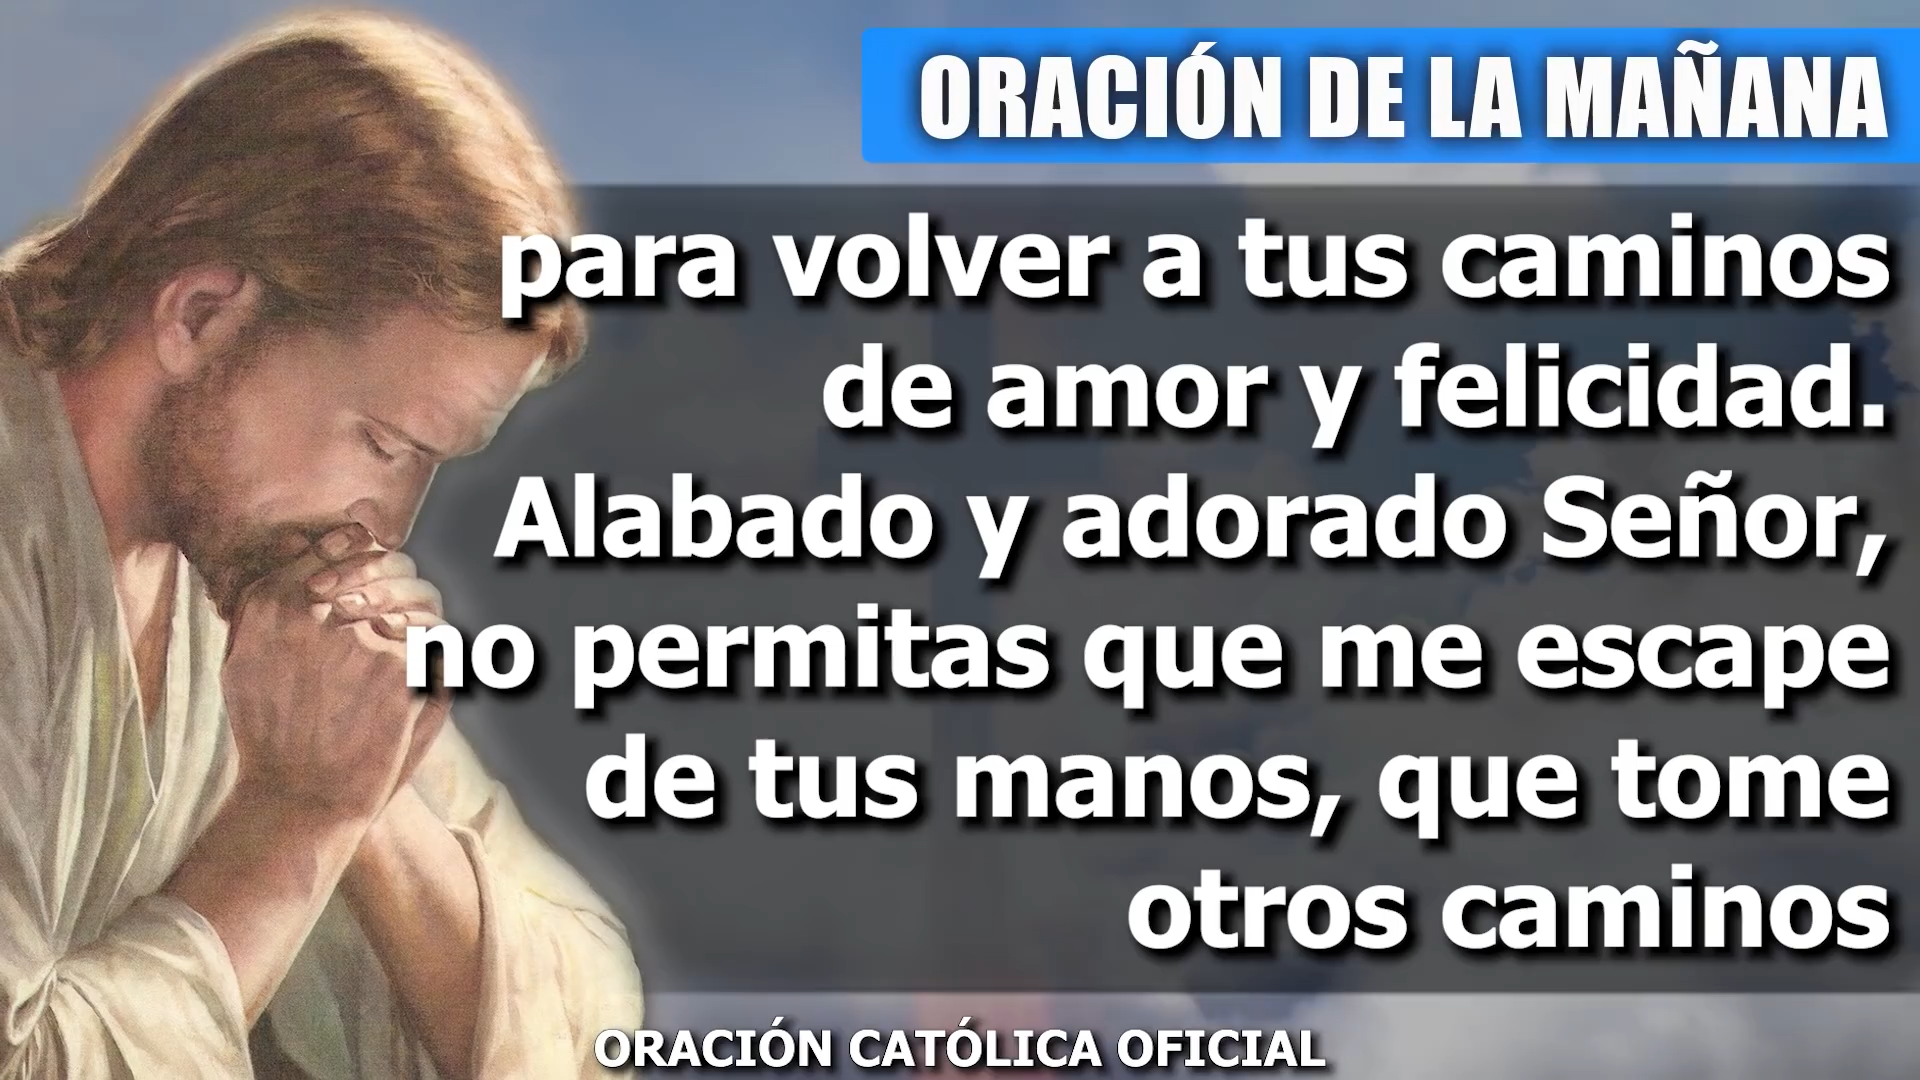 ORACIÓN DE LA MAÑANA
para volver a tus caminos
de amor y felicidad.
Alabado y adorado Señor,
no permitas que me escape
de tus manos, que tome
otros caminos
ORACIÓN CATÓLICA OFICIAL